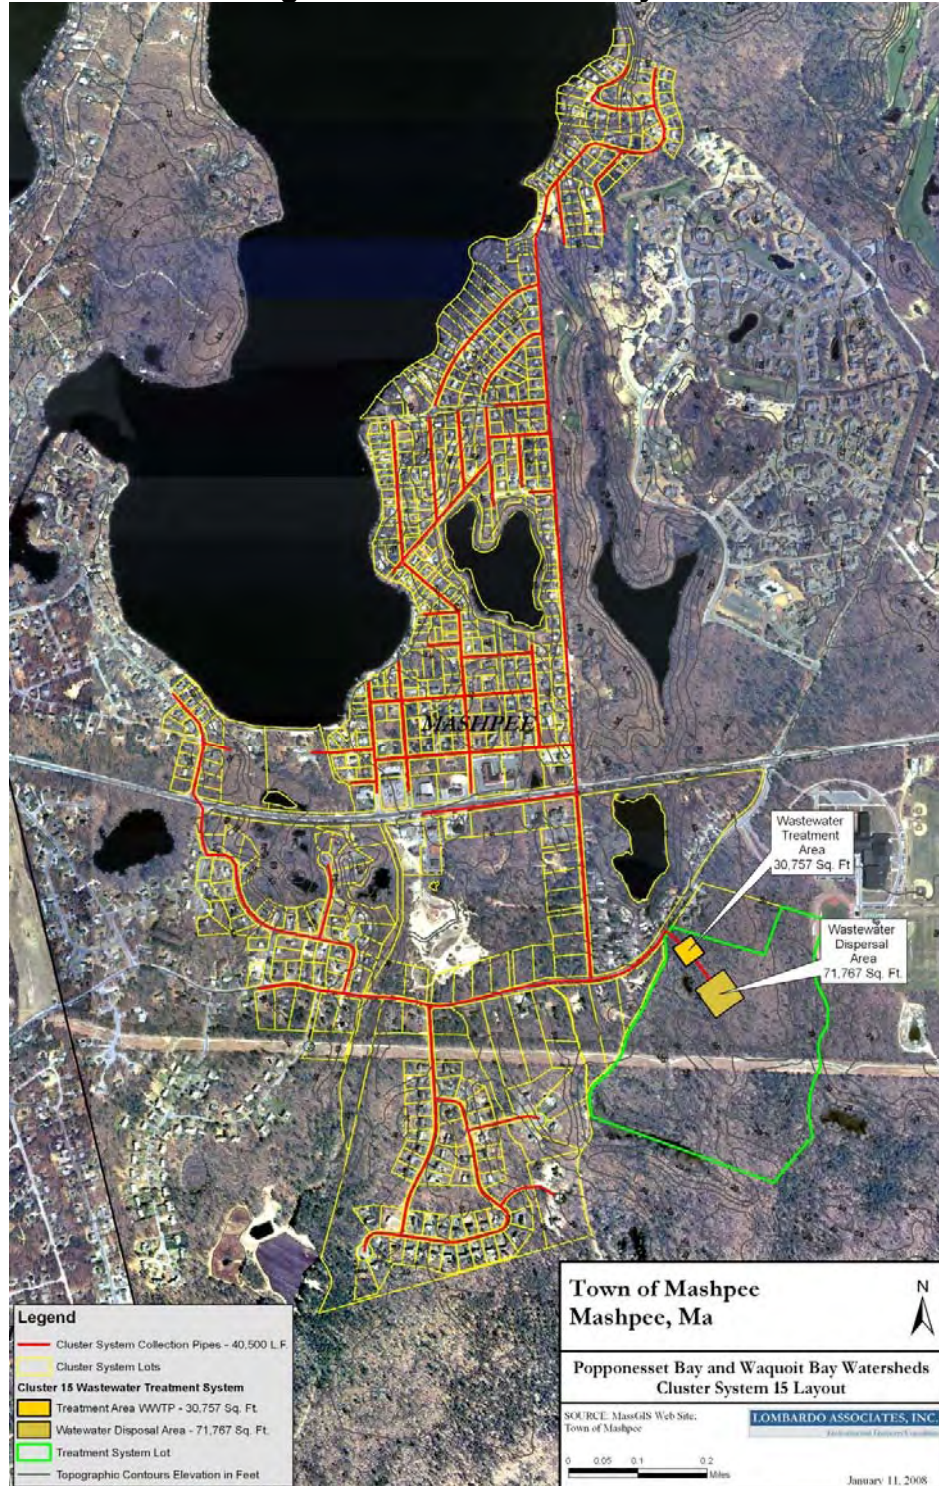 MASHPEE
Wastewater
Treatment
Area
30,757 Sq. Ft
Wastewater
Dispersal
Area
71,767 Sq. Ft.
Legend
Cluster System Collection Pipes - 40,500 L.F.
Cluster System Lots
Cluster 15 Wastewater Treatment System
Treatment Area WWTP - 30,757 Sq. Ft.
Watewater Disposal Area - 71,767 Sq. Ft.
Treatment System Lot
Topographic Contours Elevation in Feet
Town of Mashpee
Mashpee, Ma
N
Popponesset Bay and Waquoit Bay Watersheds
Cluster System 15 Layout
SOURCE: MassGIS Web Site;
Town of Mashpee
LOMBARDO ASSOCIATES, INC.
0 0.05 0.1 0.2
Miles
January 11, 2008